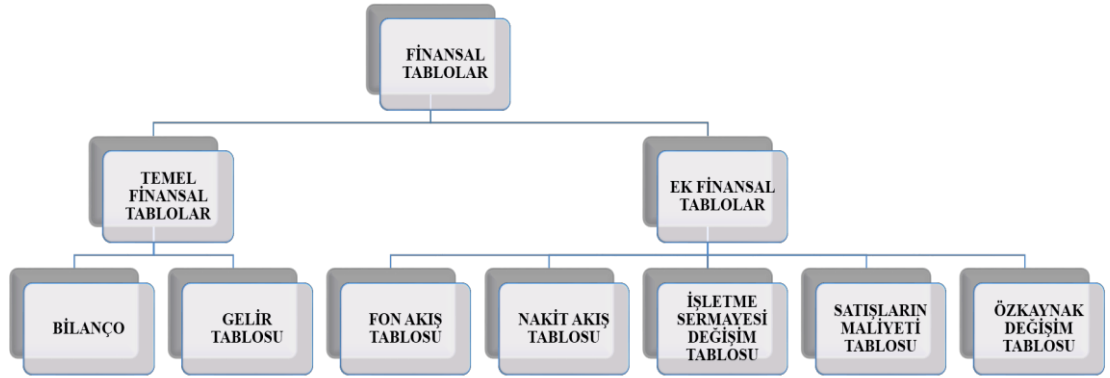 FİNANSAL
TABLOLAR
TEMEL
FİNANSAL
TABLOLAR
EK FİNANSAL
TABLOLAR
BİLANÇO
GELİR
TABLOSU
FON AKIŞ
TABLOSU
NAKİT AKIŞ
TABLOSU
İŞLETME
SERMAYESİ
DEĞİŞİM
TABLOSU
SATIŞLARIN
MALİYETİ
TABLOSU
ÖZKAYNAK
DEĞİŞİM
TABLOSU